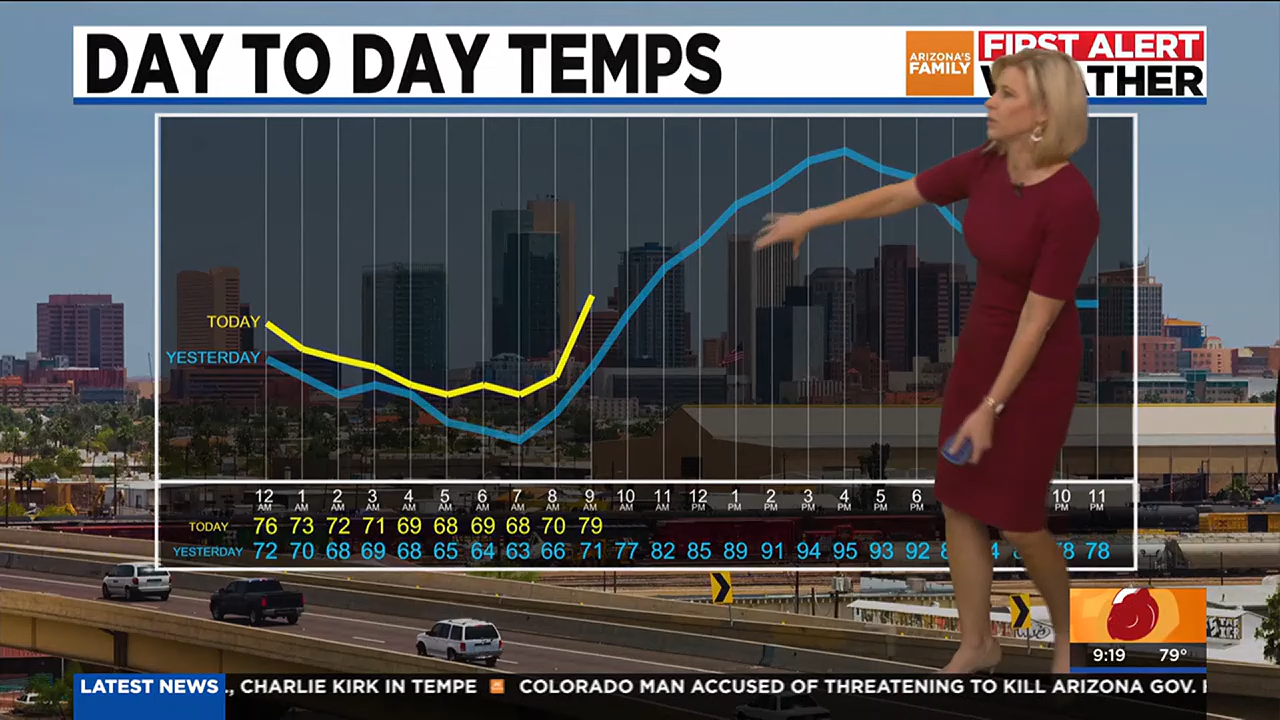 DAY TO DAY TEMPS
ARIZONA'S
FAMILY
FIRST ALERT
TODAY
YESTERDAY
12 AM 1 AM 2 AM 3 AM 4 AM 5 AM 6 AM 7 AM 8 AM 9 AM 10 AM 11 AM 12 PM 1 PM 2 PM 3 PM 4 PM 5 PM 6 PM 10 PM 11 PM
TODAY 76 73 72 71 69 68 69 68 70 79
YESTERDAY 72 70 68 69 68 65 64 63 66 71 77 82 85 89 91 94 95 93 92 78
9:19 79°
LATEST NEWS ., CHARLIE KIRK IN TEMPE COLORADO MAN ACCUSED OF THREATENING TO KILL ARIZONA GOV.